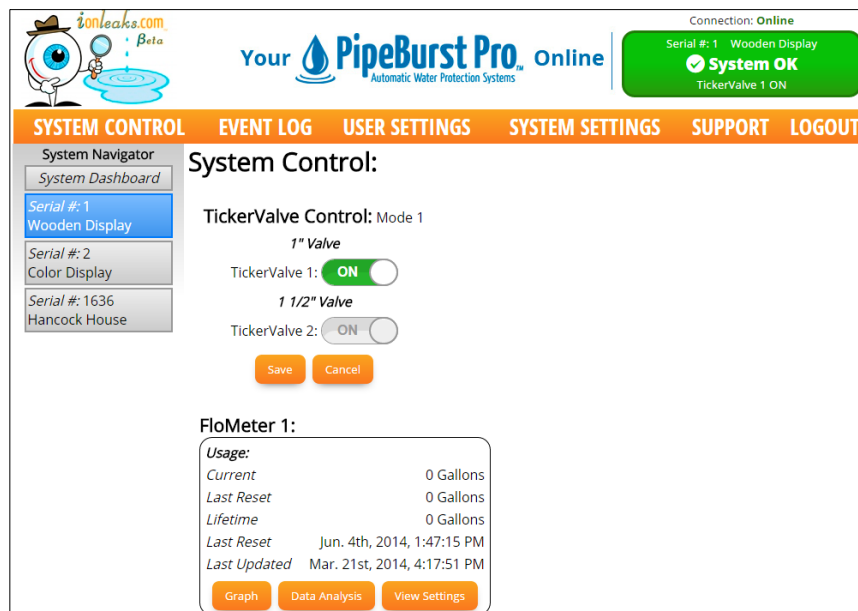 ionleaks.com
Beta
Your PipeBurst Pro™ Online
Automatic Water Protection Systems
Connection: Online
Serial #: 1 Wooden Display
System OK
TickerValve 1 ON
SYSTEM CONTROL EVENT LOG USER SETTINGS SYSTEM SETTINGS SUPPORT LOGOUT
System Navigator
System Dashboard
Serial #: 1
Wooden Display
Serial #: 2
Color Display
Serial #: 1636
Hancock House
System Control:
TickerValve Control: Mode 1
1" Valve
TickerValve 1: ON
1 1/2" Valve
TickerValve 2: ON
Save Cancel
FloMeter 1:
Usage:
Current 0 Gallons
Last Reset 0 Gallons
Lifetime 0 Gallons
Last Reset Jun. 4th, 2014, 1:47:15 PM
Last Updated Mar. 21st, 2014, 4:17:51 PM
Graph Data Analysis View Settings